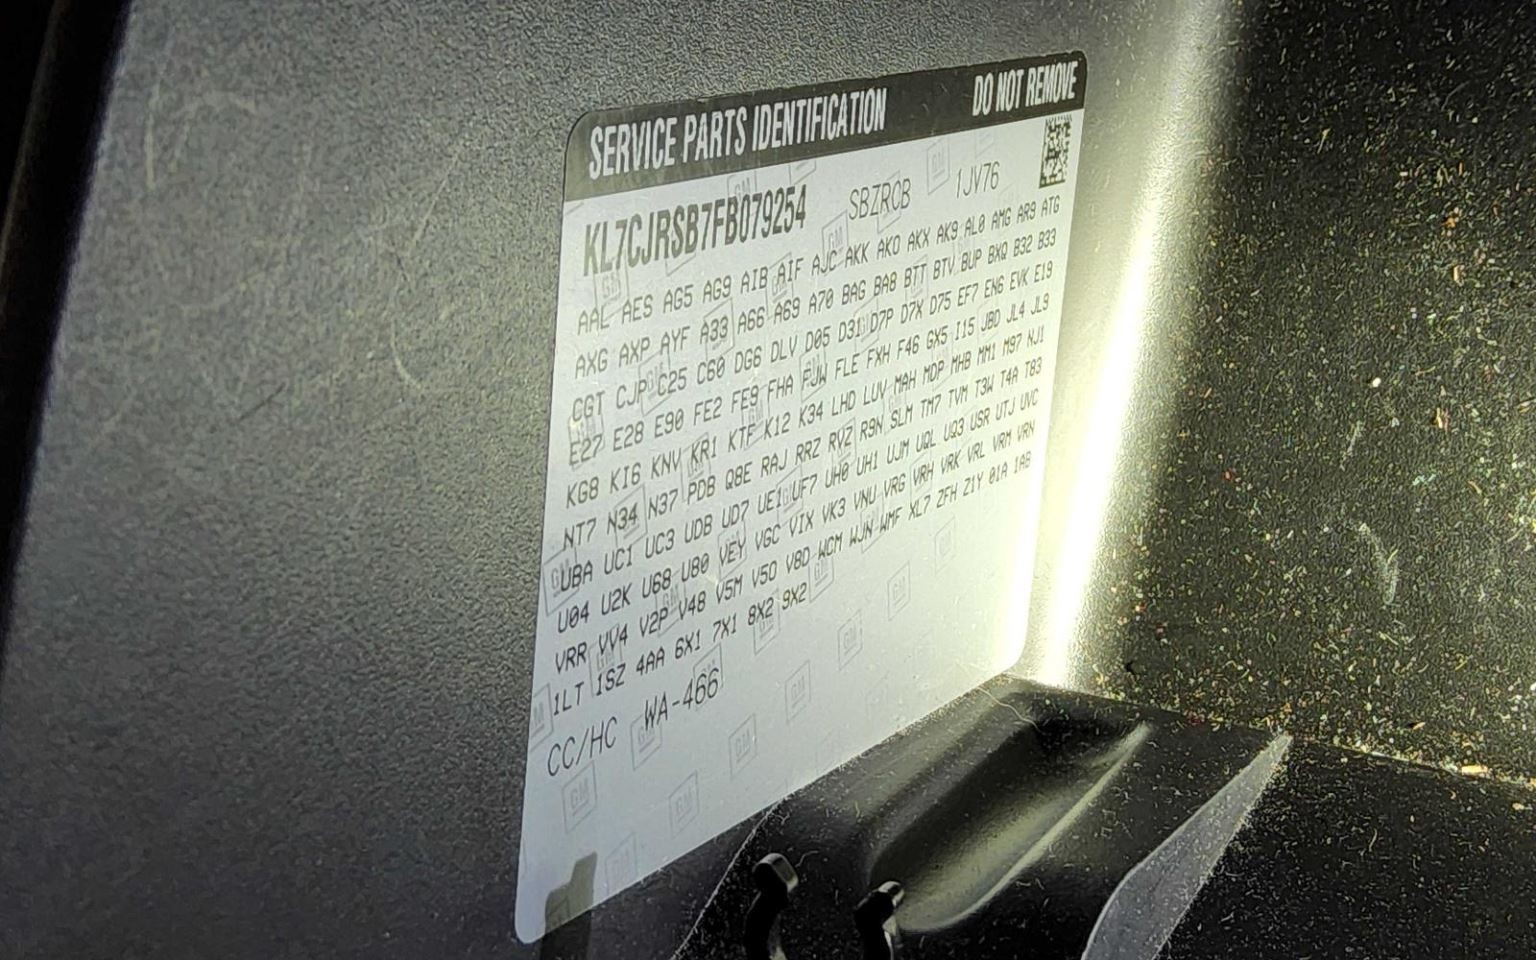 SERVICE PARTS IDENTIFICATION DO NOT REMOVE
KL7CJRSB7FB079254 SBZRCB 1JV76
AAL AES AG5 AG9 AIB AIF AJC AKK AKO AKX AK9 AL0 AMG AR9 ATG
AXG AXP AYF A33 A66 A69 A70 BAG BA8 BTT BTV BUP BXQ B32 B33
CGT CJP C25 C60 DG6 DLV D05 D31 D7P D7X D75 EF7 EN6 EVK E19
E27 E28 E90 FE2 FE9 FHA FJW FLE FXH F46 GX5 I15 JBD JL4 JL9
KG8 KI6 KNV KR1 KTF K12 K34 LHD LUV MAH MDP MHB MM1 M97 NJ1
NT7 N34 N37 PDB Q8E RAJ RRZ RVZ R9N SLM TM7 TVM T3W T4A T83
UBA UC1 UC3 UDB UD7 UE1 UF7 UH0 UH1 UJM UQL UQ3 USR UTJ UVC
U04 U2K U68 U80 VEY VGC VIX VK3 VNU VRG VRH VRK VRL VRM VRN
VRR VV4 V2P V48 V5M V5D V8D WCM WJN WMF XL7 ZFH Z1Y 01A 1AB
1LT 1SZ 4AA 6X1 7X1 8X2 9X2
CC/HC WA-466